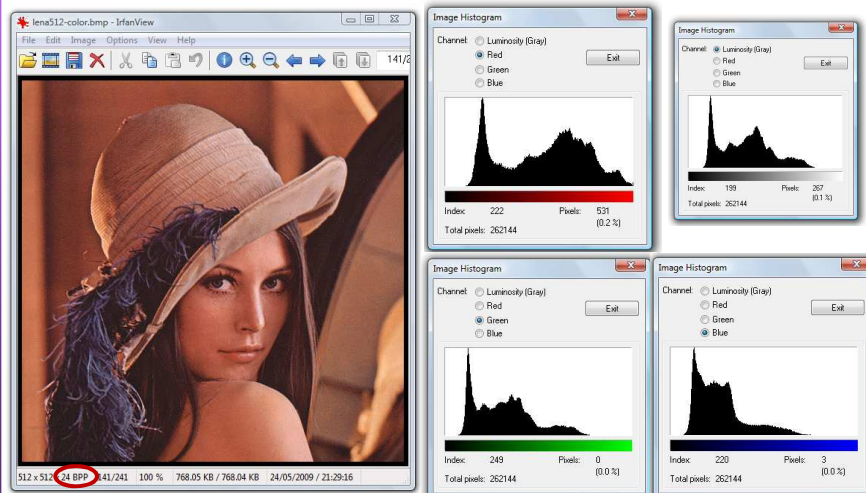 lena512-color.bmp - IrfanView
File Edit Image Options View Help
141/2
512 x 512 24 BPP 141/241 100 % 768.05 KB / 768.04 KB 24/05/2009 / 21:29:16
Image Histogram
Channel: Luminosity (Gray)
Red
Green
Blue
Exit
Index: 222 Pixels: 531
(0.2 %)
Total pixels: 262144
Image Histogram
Channel: Luminosity (Gray)
Red
Green
Blue
Exit
Index: 199 Pixels: 267
(0.1 %)
Total pixels: 262144
Image Histogram
Channel: Luminosity (Gray)
Red
Green
Blue
Exit
Index: 249 Pixels: 0
(0.0 %)
Total pixels: 262144
Image Histogram
Channel: Luminosity (Gray)
Red
Green
Blue
Exit
Index: 220 Pixels: 3
(0.0 %)
Total pixels: 262144